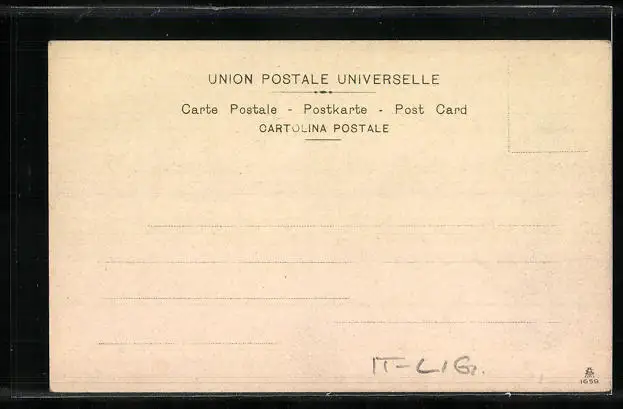 UNION POSTALE UNIVERSELLE
Carte Postale - Postkarte - Post Card
CARTOLINA POSTALE
IT-LIG.
1659